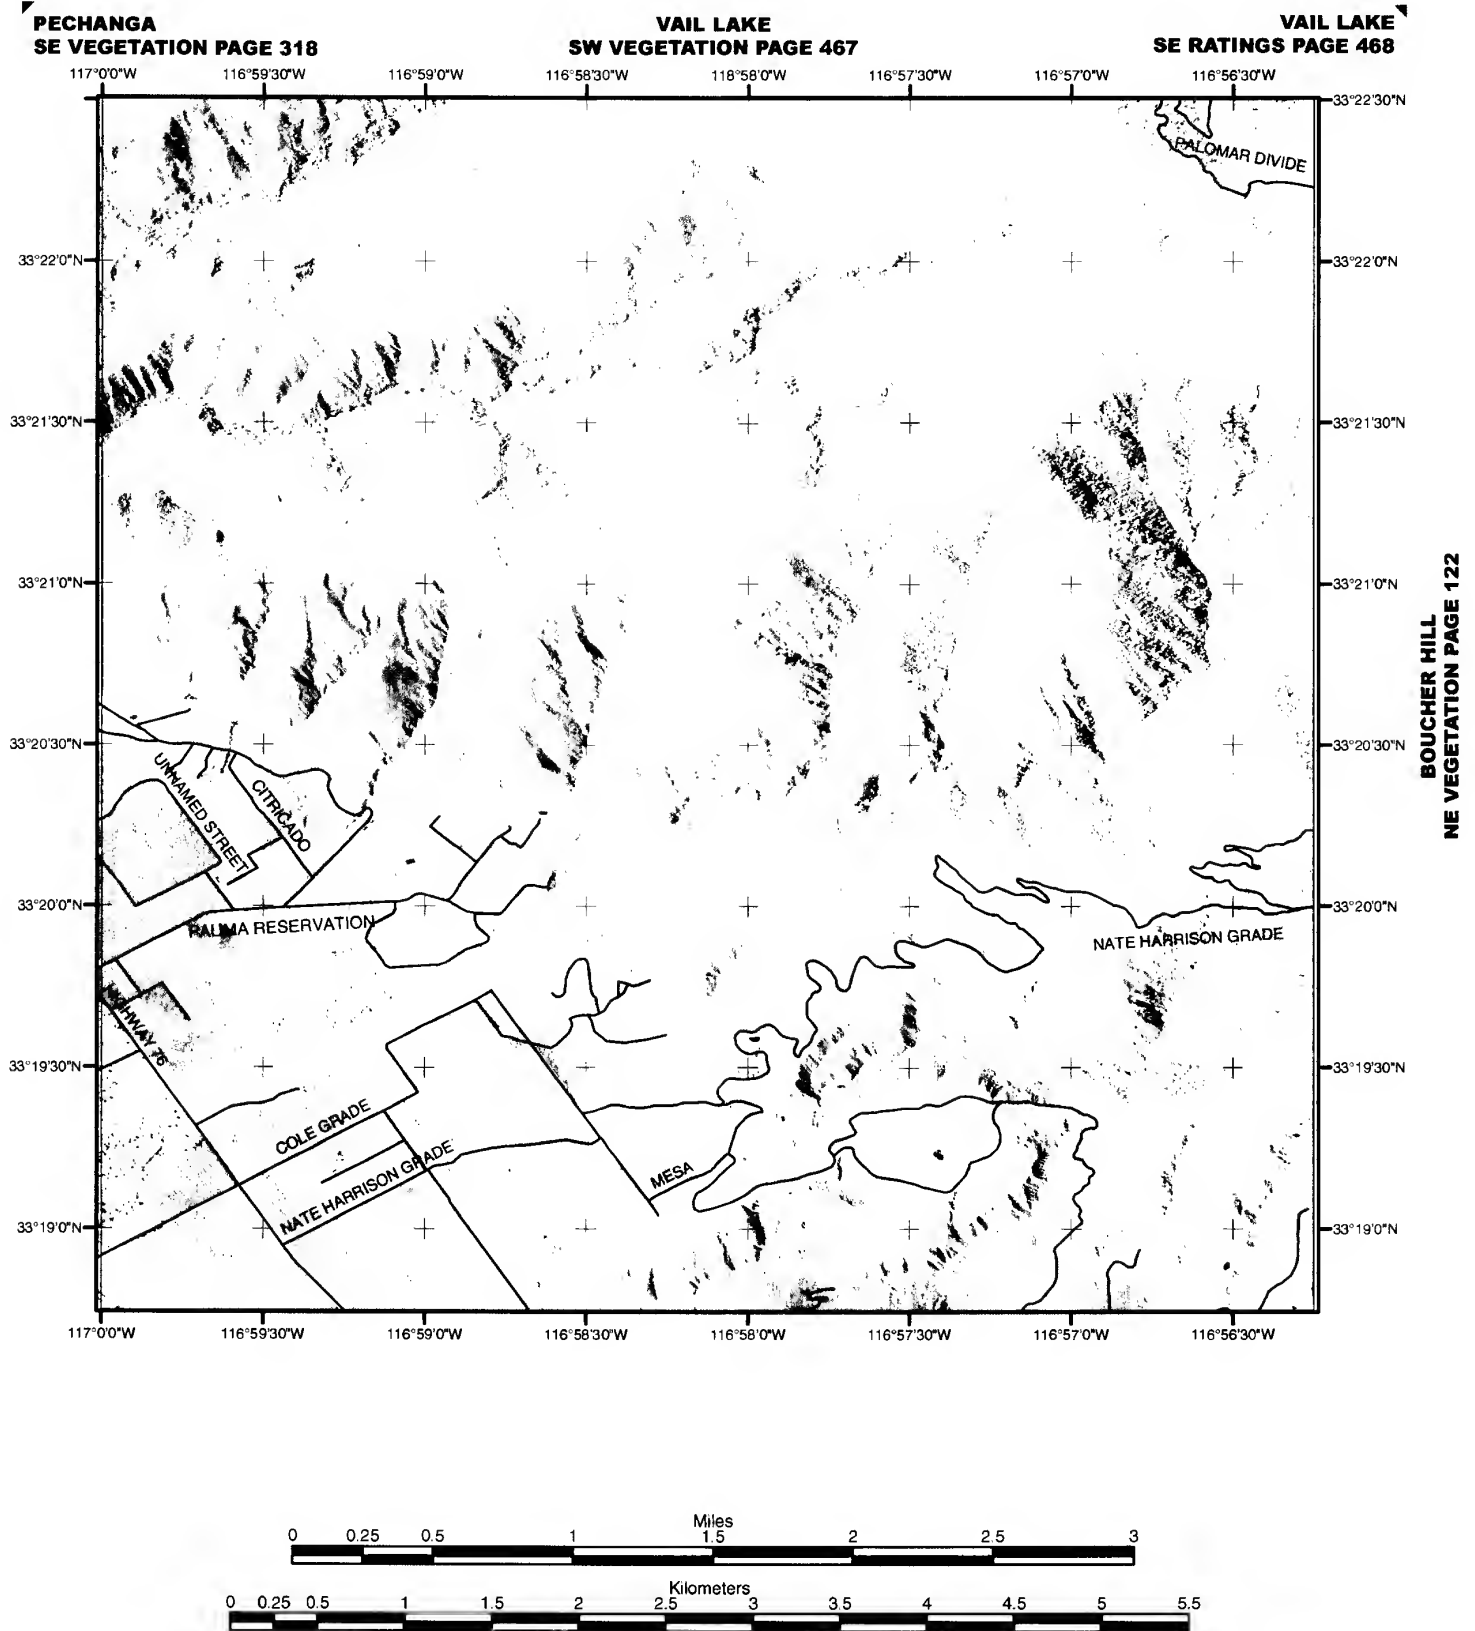 PECHANGA
SE VEGETATION PAGE 318
VAIL LAKE
SW VEGETATION PAGE 467
VAIL LAKE
SE RATINGS PAGE 468
117°0'0"W 116°59'30"W 116°59'0"W 116°58'30"W 118°58'0"W 116°57'30"W 116°57'0"W 116°56'30"W
33°22'30"N
PALOMAR DIVIDE
33°22'0"N 33°22'0"N
33°21'30"N 33°21'30"N
33°21'0"N 33°21'0"N
BOUCHER HILL
NE VEGETATION PAGE 122
33°20'30"N 33°20'30"N
UNNAMED STREET
CITRICADO
33°20'0"N 33°20'0"N
PAUMA RESERVATION
NATE HARRISON GRADE
HIGHWAY 76
33°19'30"N 33°19'30"N
COLE GRADE
NATE HARRISON GRADE
MESA
33°19'0"N 33°19'0"N
117°0'0"W 116°59'30"W 116°59'0"W 116°58'30"W 116°58'0"W 116°57'30"W 116°57'0"W 116°56'30"W
Miles
0 0.25 0.5 1 1.5 2 2.5 3
Kilometers
0 0.25 0.5 1 1.5 2 2.5 3 3.5 4 4.5 5 5.5